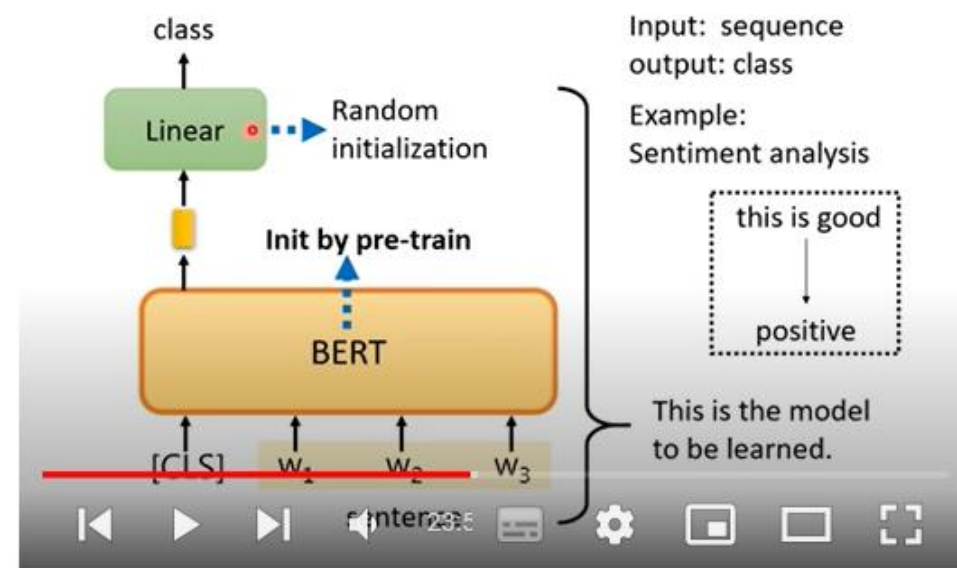 class
Linear
Random
initialization
Init by pre-train
BERT
[CLS] w1 w2 w3
sentence
Input: sequence
output: class
Example:
Sentiment analysis
this is good
positive
This is the model
to be learned.